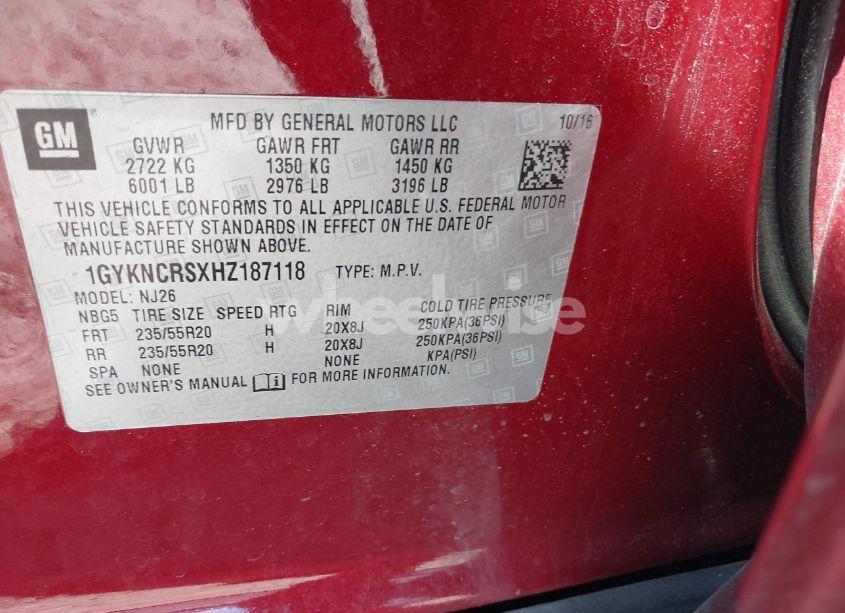 GM
MFD BY GENERAL MOTORS LLC 10/16
GVWR GAWR FRT GAWR RR
2722 KG 1350 KG 1450 KG
6001 LB 2976 LB 3196 LB
THIS VEHICLE CONFORMS TO ALL APPLICABLE U.S. FEDERAL MOTOR
VEHICLE SAFETY STANDARDS IN EFFECT ON THE DATE OF
MANUFACTURE SHOWN ABOVE.
1GYKNCRSXHZ187118 TYPE: M.P.V.
MODEL: NJ26
NBG5 TIRE SIZE SPEED RTG RIM COLD TIRE PRESSURE
FRT 235/55R20 H 20X8J 250KPA(36PSI)
RR 235/55R20 H 20X8J 250KPA(36PSI)
SPA NONE NONE KPA(PSI)
SEE OWNER'S MANUAL FOR MORE INFORMATION.
wheelwise